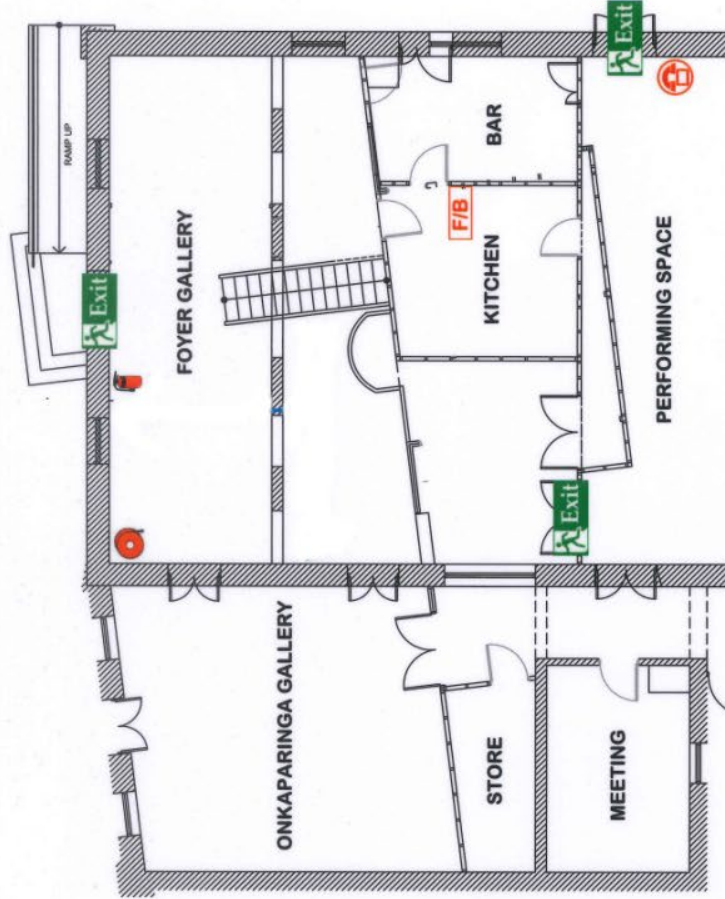 RAMP UP
Exit
FOYER GALLERY
Exit
BAR
F/B
KITCHEN
PERFORMING SPACE
Exit
ONKAPARINGA GALLERY
STORE
MEETING